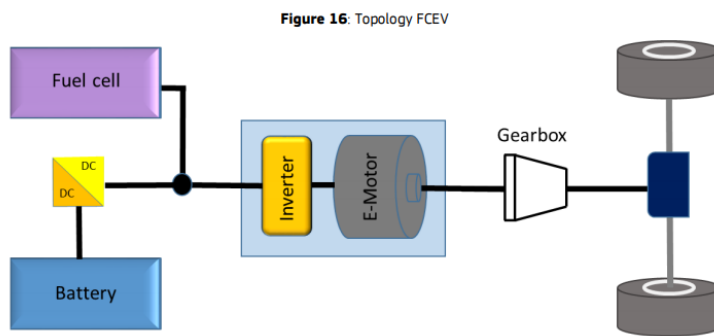 Figure 16: Topology FCEV
Fuel cell
Gearbox
DC
DC
Inverter
E-Motor
Battery